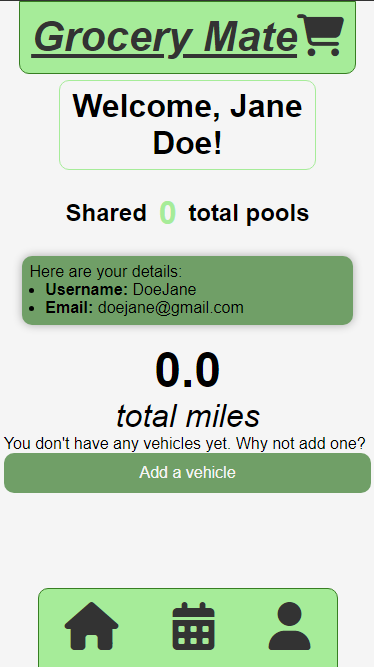 Grocery Mate
Welcome, Jane
Doe!
Shared 0 total pools
Here are your details:
• Username: DoeJane
• Email: doejane@gmail.com
0.0
total miles
You don't have any vehicles yet. Why not add one?
Add a vehicle